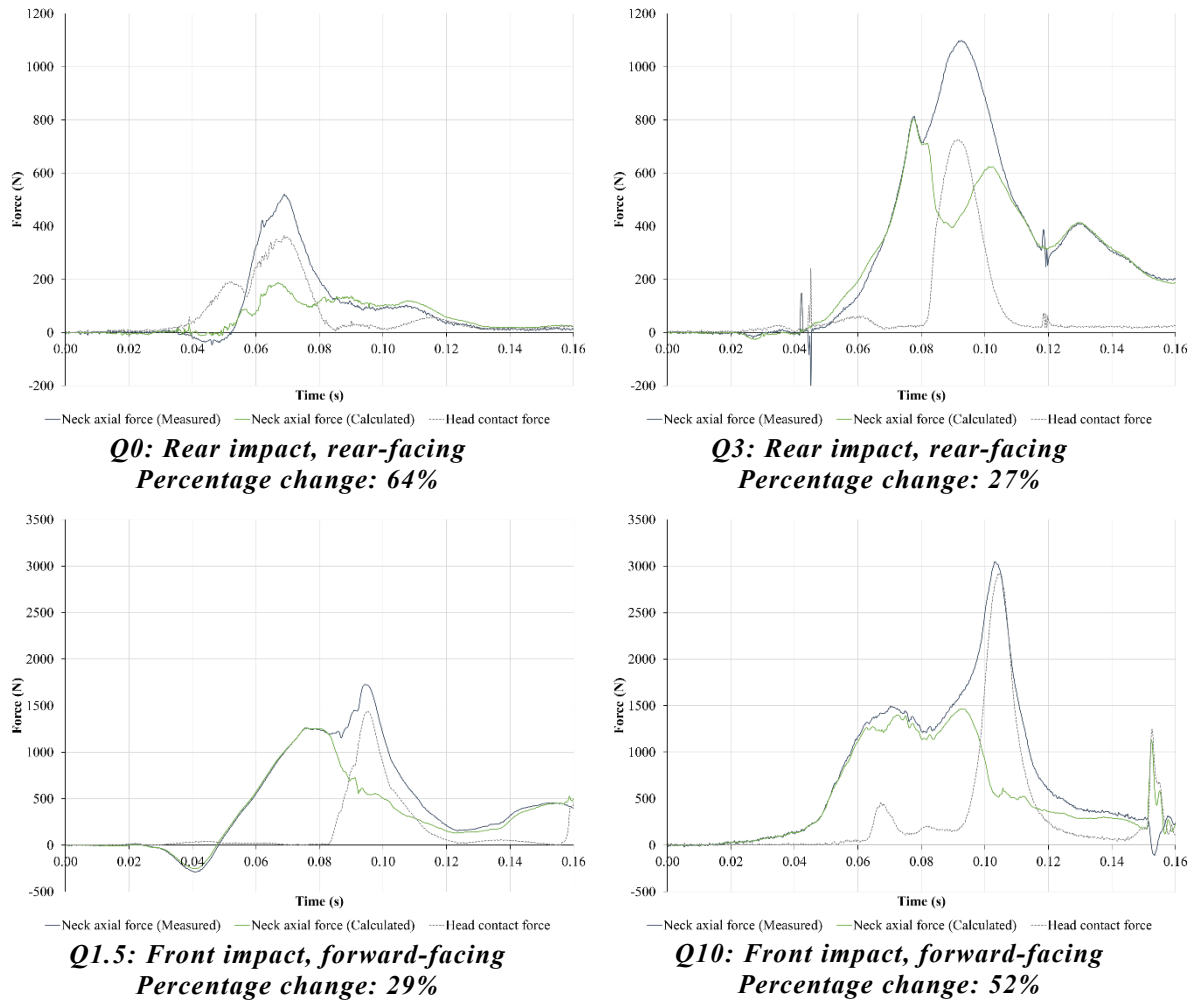 1200
1000
800
600
400
200
0
-200
Force (N)
0.00 0.02 0.04 0.06 0.08 0.10 0.12 0.14 0.16
Time (s)
Neck axial force (Measured) Neck axial force (Calculated) Head contact force
Q0: Rear impact, rear-facing
Percentage change: 64%
1200
1000
800
600
400
200
0
-200
Force (N)
0.00 0.02 0.04 0.06 0.08 0.10 0.12 0.14 0.16
Time (s)
Neck axial force (Measured) Neck axial force (Calculated) Head contact force
Q3: Rear impact, rear-facing
Percentage change: 27%
3500
3000
2500
2000
1500
1000
500
0
-500
Force (N)
0.00 0.02 0.04 0.06 0.08 0.10 0.12 0.14 0.16
Time (s)
Neck axial force (Measured) Neck axial force (Calculated) Head contact force
Q1.5: Front impact, forward-facing
Percentage change: 29%
3500
3000
2500
2000
1500
1000
500
0
-500
Force (N)
0.00 0.02 0.04 0.06 0.08 0.10 0.12 0.14 0.16
Time (s)
Neck axial force (Measured) Neck axial force (Calculated) Head contact force
Q10: Front impact, forward-facing
Percentage change: 52%